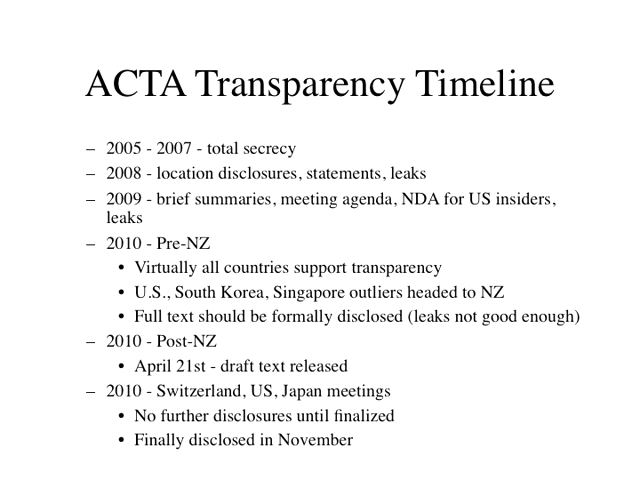 ACTA Transparency Timeline
– 2005 - 2007 - total secrecy
– 2008 - location disclosures, statements, leaks
– 2009 - brief summaries, meeting agenda, NDA for US insiders,
leaks
– 2010 - Pre-NZ
• Virtually all countries support transparency
• U.S., South Korea, Singapore outliers headed to NZ
• Full text should be formally disclosed (leaks not good enough)
– 2010 - Post-NZ
• April 21st - draft text released
– 2010 - Switzerland, US, Japan meetings
• No further disclosures until finalized
• Finally disclosed in November